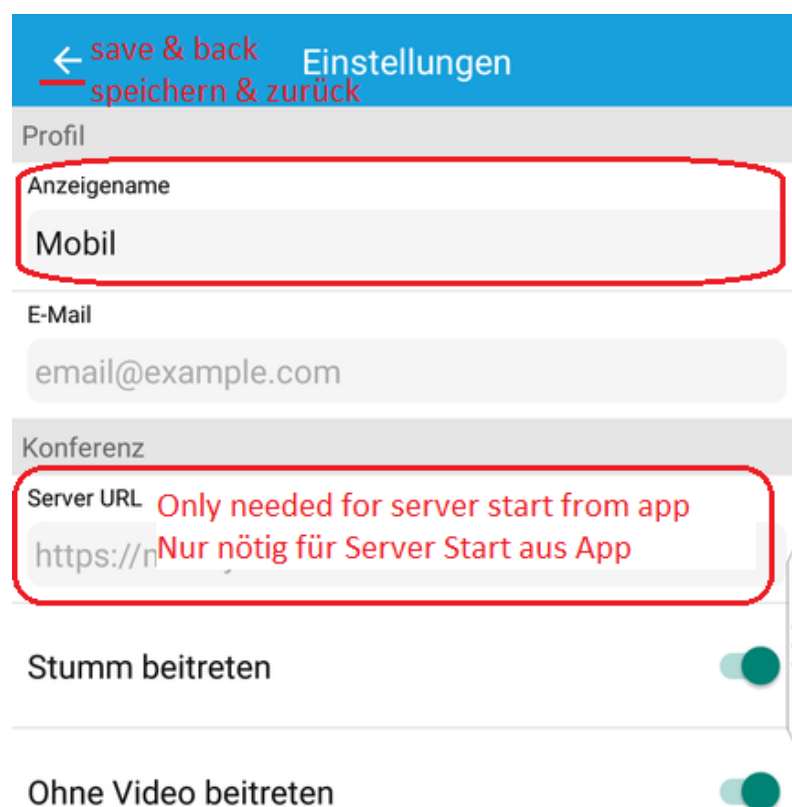 save & back
Einstellungen
speichern & zurück
Profil
Anzeigename
Mobil
E-Mail
email@example.com
Konferenz
Server URL
Only needed for server start from app
https://
Nur nötig für Server Start aus App
Stumm beitreten
Ohne Video beitreten